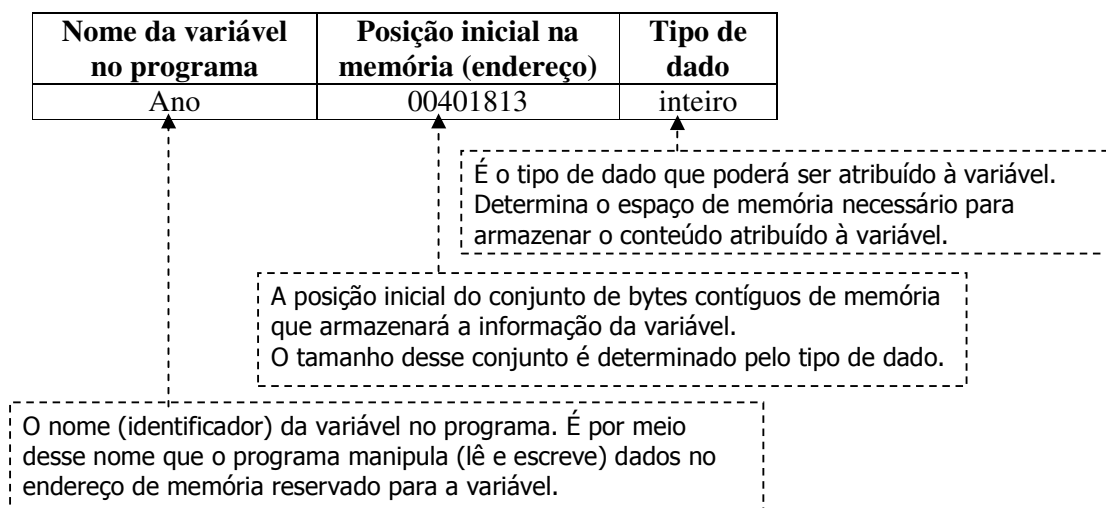 Nome da variável no programa
Posição inicial na memória (endereço)
Tipo de dado
Ano 00401813 inteiro
É o tipo de dado que poderá ser atribuído à variável.
Determina o espaço de memória necessário para
armazenar o conteúdo atribuído à variável.
A posição inicial do conjunto de bytes contíguos de memória
que armazenará a informação da variável.
O tamanho desse conjunto é determinado pelo tipo de dado.
O nome (identificador) da variável no programa. É por meio
desse nome que o programa manipula (lê e escreve) dados no
endereço de memória reservado para a variável.